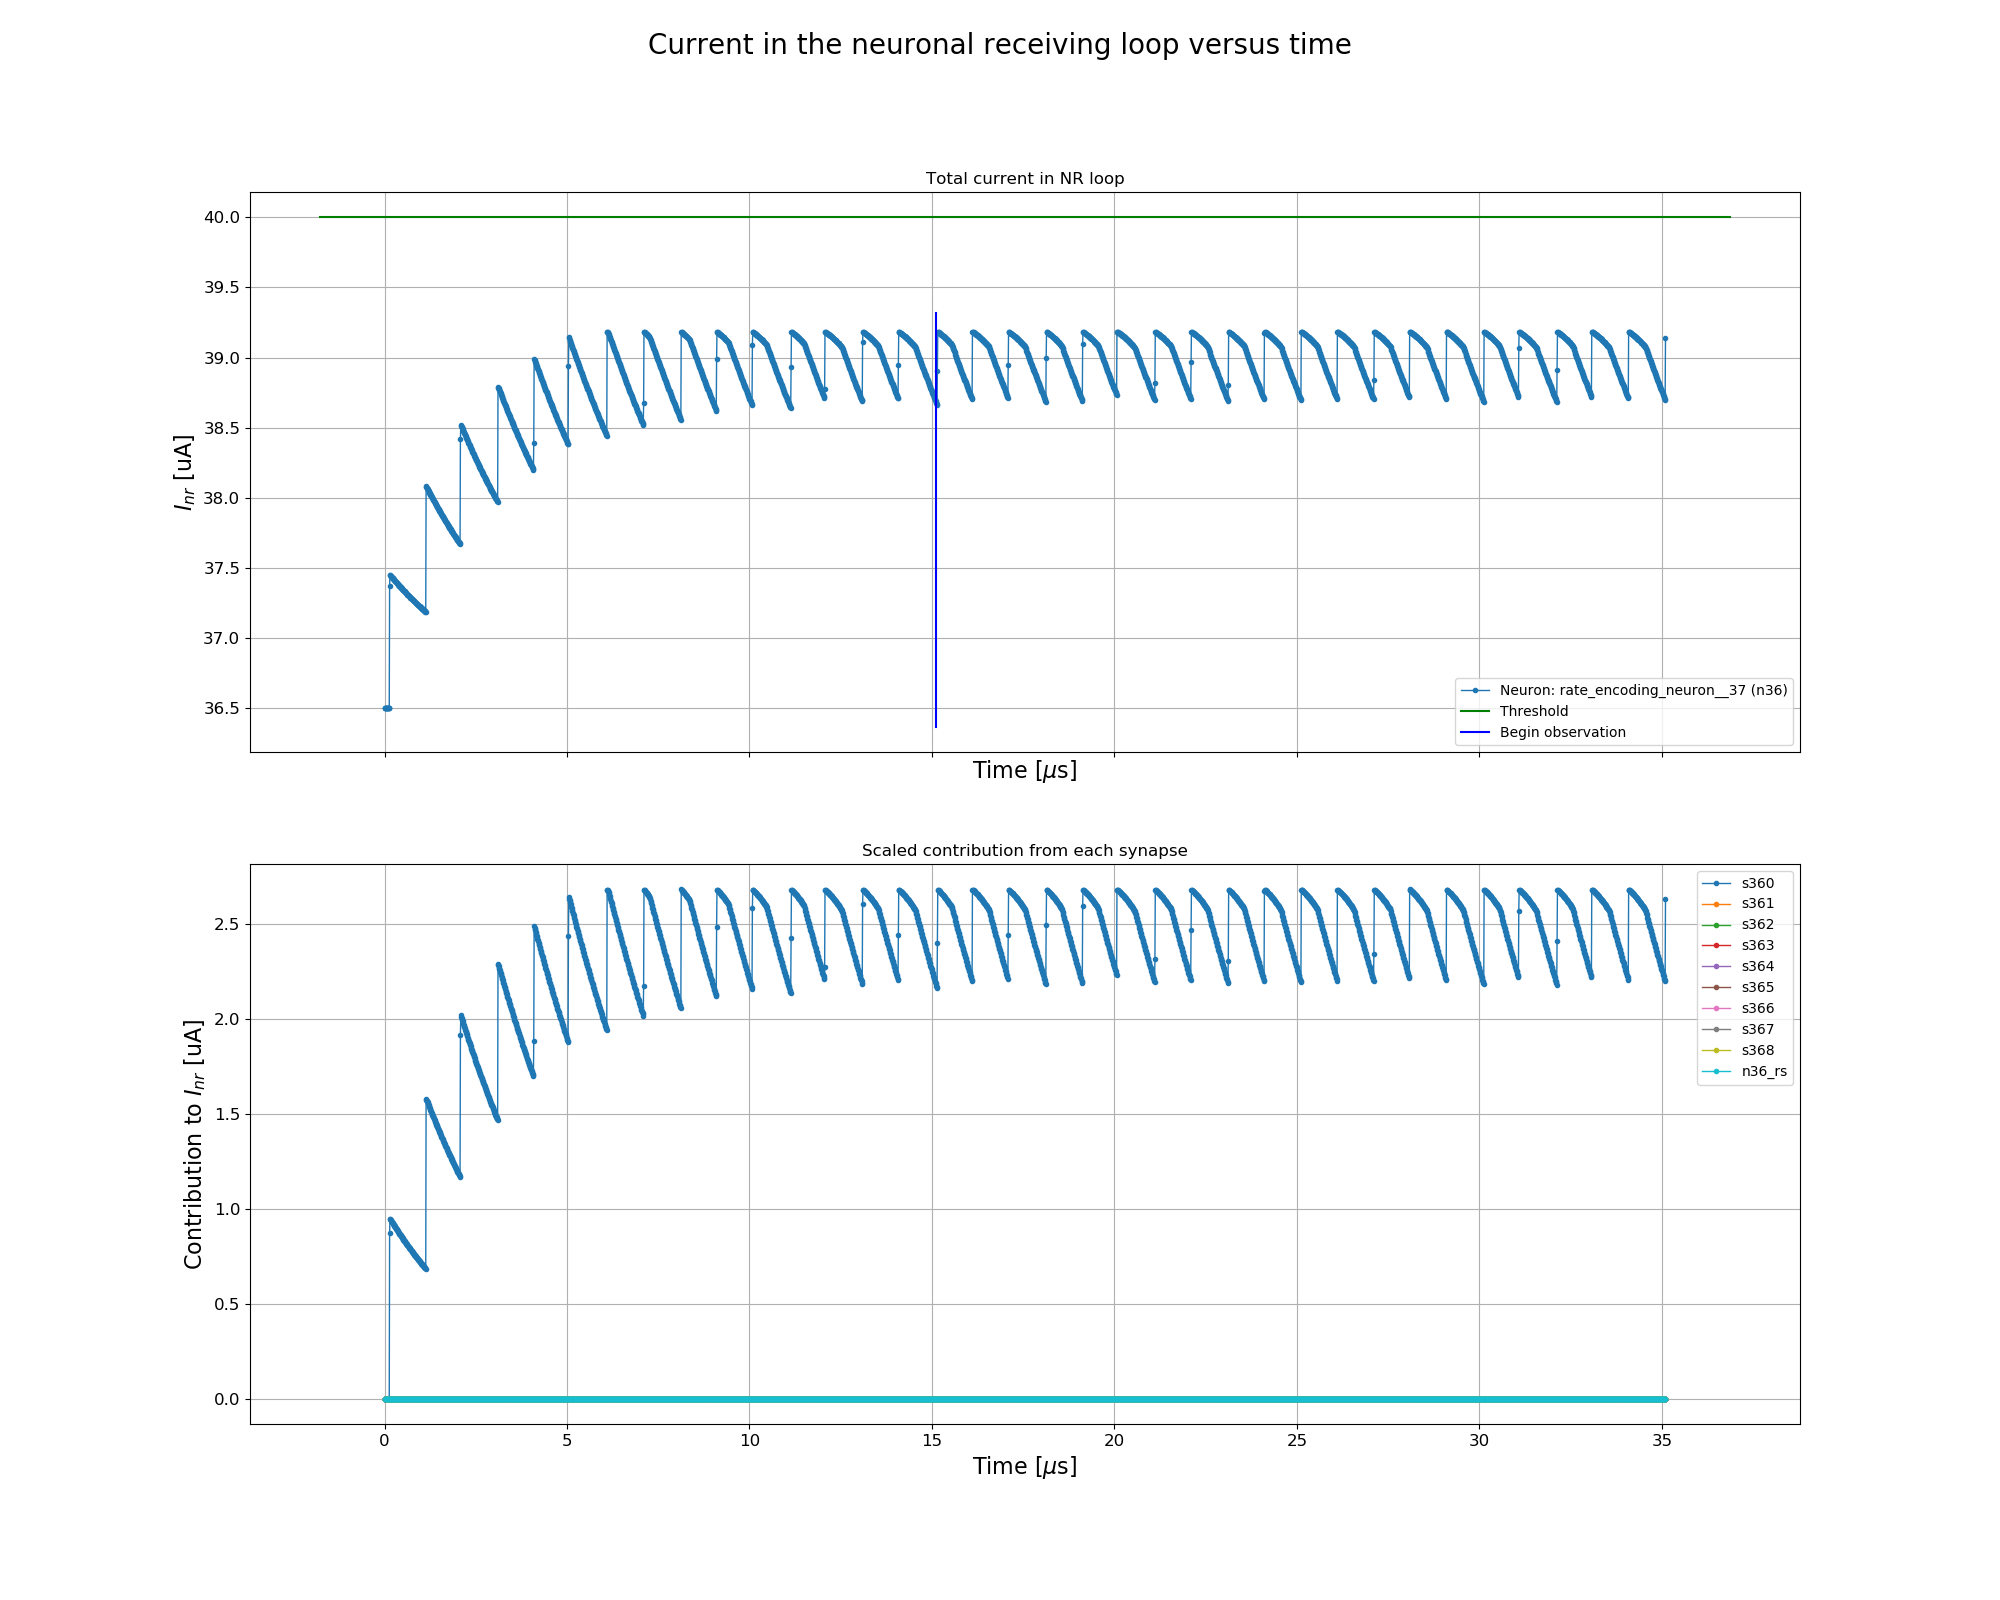 Current in the neuronal receiving loop versus time
Total current in NR loop
I_nr [uA]
40.0
39.5
39.0
38.5
38.0
37.5
37.0
36.5
Neuron: rate_encoding_neuron__37 (n36)
Threshold
Begin observation
Time [μs]
Scaled contribution from each synapse
Contribution to I_nr [uA]
2.5
2.0
1.5
1.0
0.5
0.0
s360
s361
s362
s363
s364
s365
s366
s367
s368
n36_rs
0 5 10 15 20 25 30 35
Time [μs]